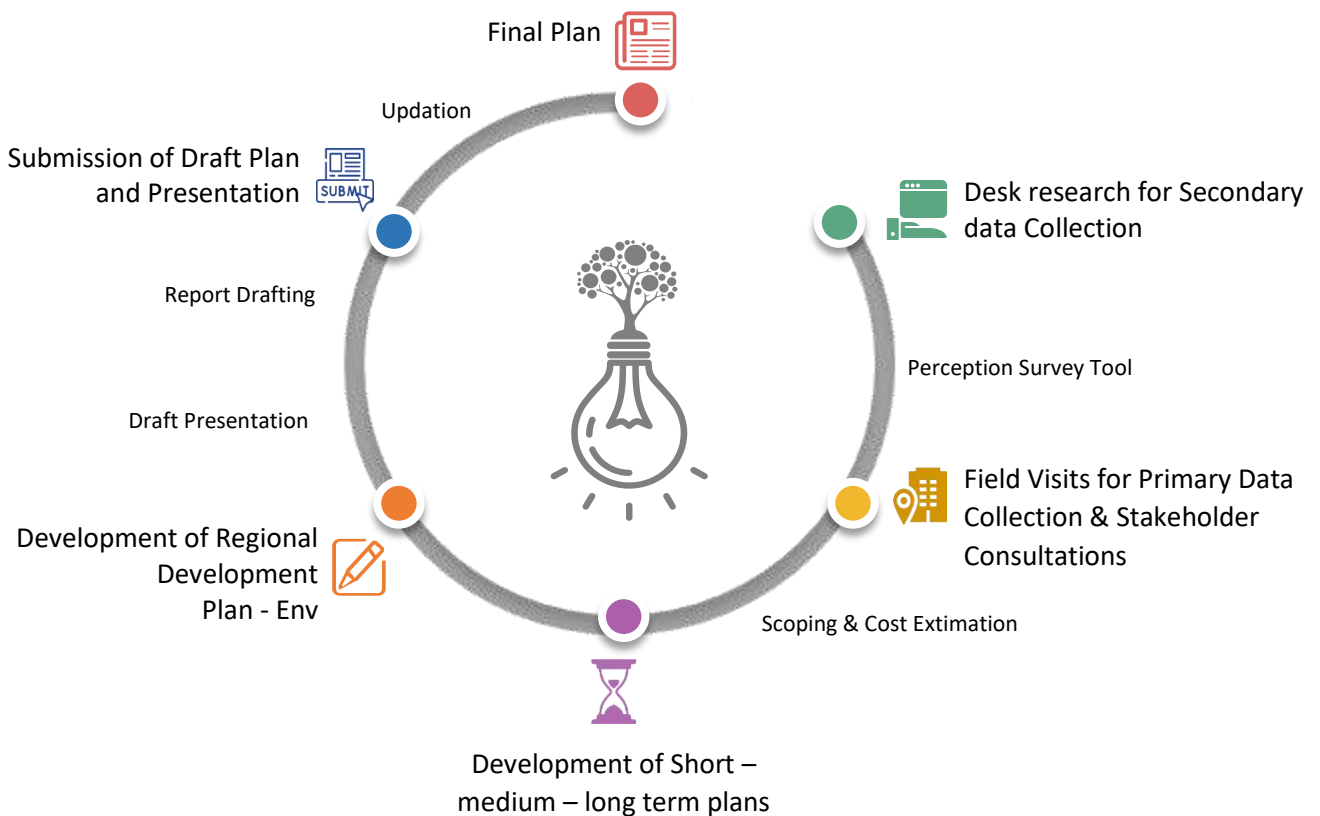 Final Plan
Updation
Submission of Draft Plan
and Presentation
SUBMIT
Desk research for Secondary
data Collection
Report Drafting
Perception Survey Tool
Draft Presentation
Field Visits for Primary Data
Collection & Stakeholder
Consultations
Development of Regional
Development
Plan - Env
Scoping & Cost Extimation
Development of Short –
medium – long term plans